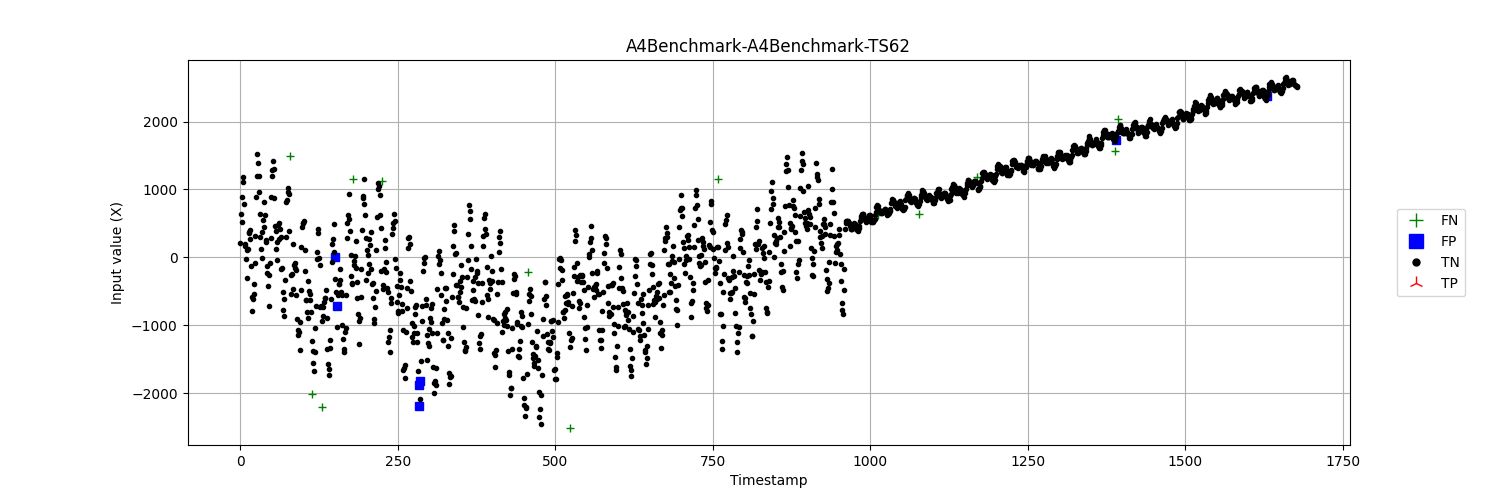 A4Benchmark-A4Benchmark-TS62
Input value (X)
2000
1000
0
−1000
−2000
0 250 500 750 1000 1250 1500 1750
Timestamp
FN
FP
TN
TP